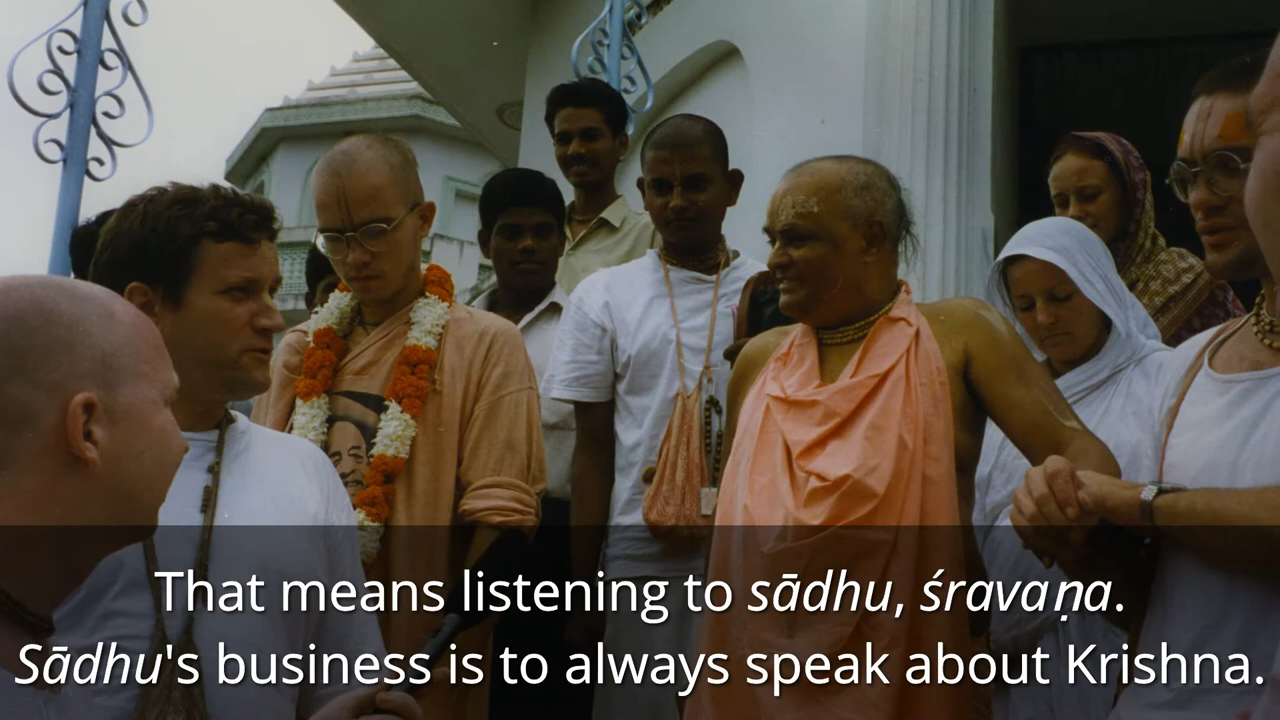 That means listening to sādhu, śravaṇa.
Sādhu's business is to always speak about Krishna.